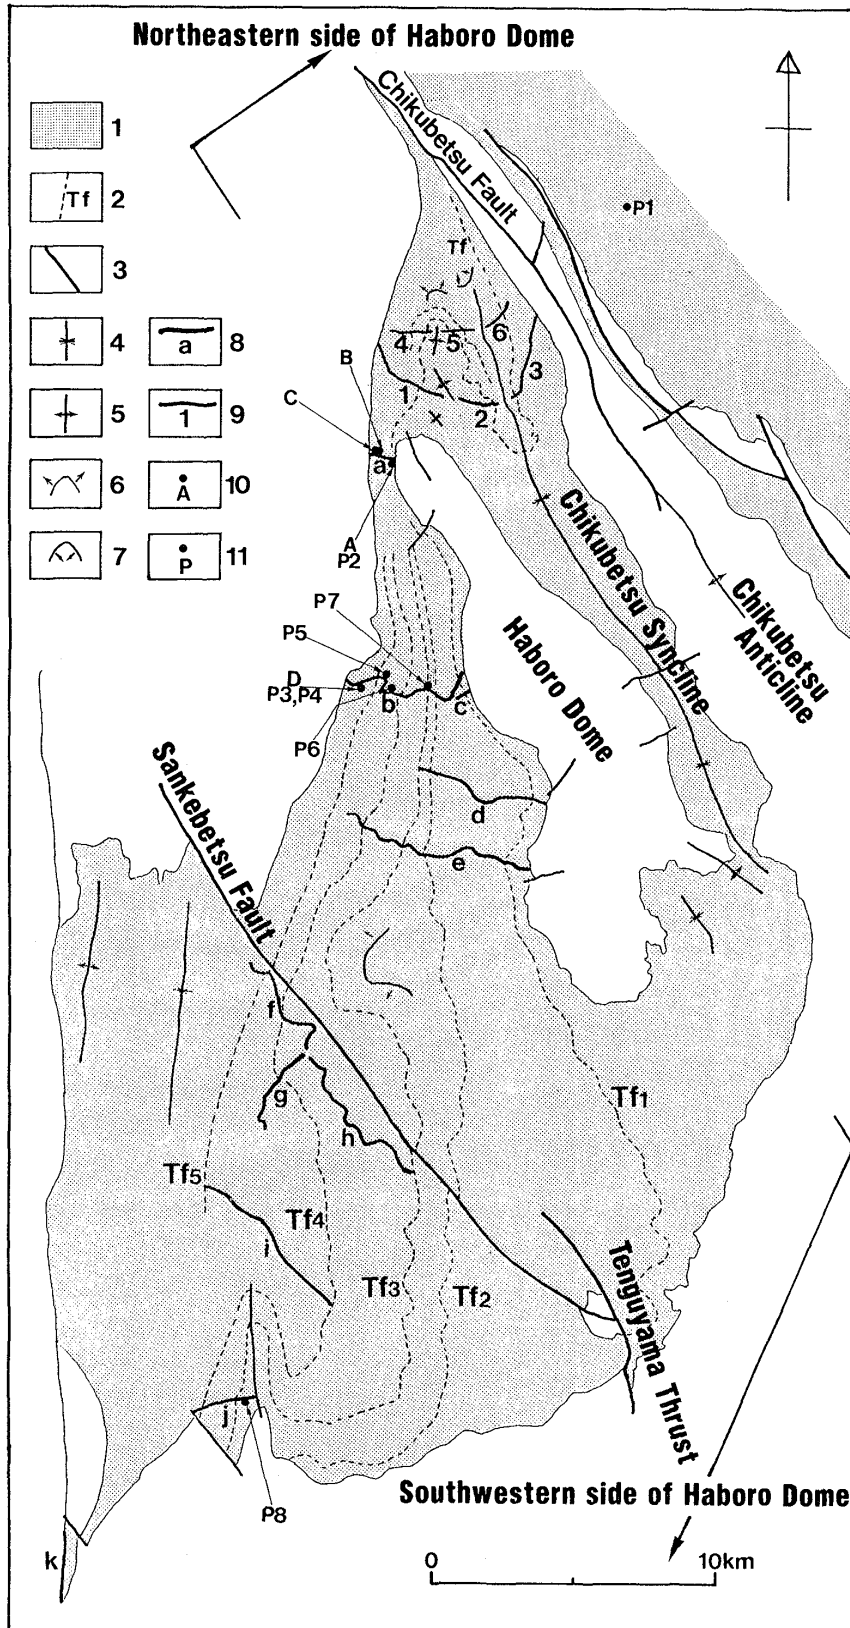 Northeastern side of Haboro Dome
Chikubetsu Fault
1
Tf 2
3
4
a 8
5
1 9
6
A 10
7
P 11
P1
Tf
4 5 6
3
B
1
2
C
a
A
P2
Chikubetsu Syncline
Chikubetsu
Anticline
Haboro Dome
P7
P5
D
P3,P4
b
c
P6
Sankebetsu Fault
d
e
f
g
h
Tf1
Tf5
Tf4
i
Tf3
Tf2
Tenguyama Thrust
j
Southwestern side of Haboro Dome
P8
k
0 10km